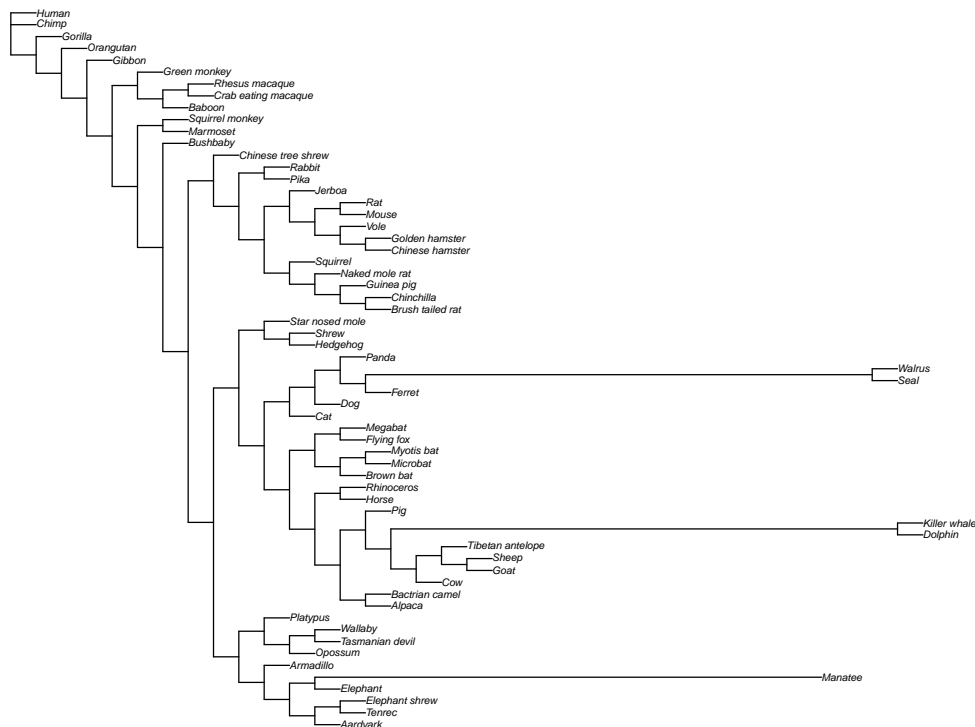 Human
Chimp
Gorilla
Orangutan
Gibbon
Green monkey
Rhesus macaque
Crab eating macaque
Baboon
Squirrel monkey
Marmoset
Bushbaby
Chinese tree shrew
Rabbit
Pika
Jerboa
Rat
Mouse
Vole
Golden hamster
Chinese hamster
Squirrel
Naked mole rat
Guinea pig
Chinchilla
Brush tailed rat
Star nosed mole
Shrew
Hedgehog
Panda
Walrus
Seal
Ferret
Dog
Cat
Megabat
Flying fox
Myotis bat
Microbat
Brown bat
Rhinoceros
Horse
Pig
Killer whale
Dolphin
Tibetan antelope
Sheep
Goat
Cow
Bactrian camel
Alpaca
Platypus
Wallaby
Tasmanian devil
Opossum
Armadillo
Manatee
Elephant
Elephant shrew
Tenrec
Aardvark